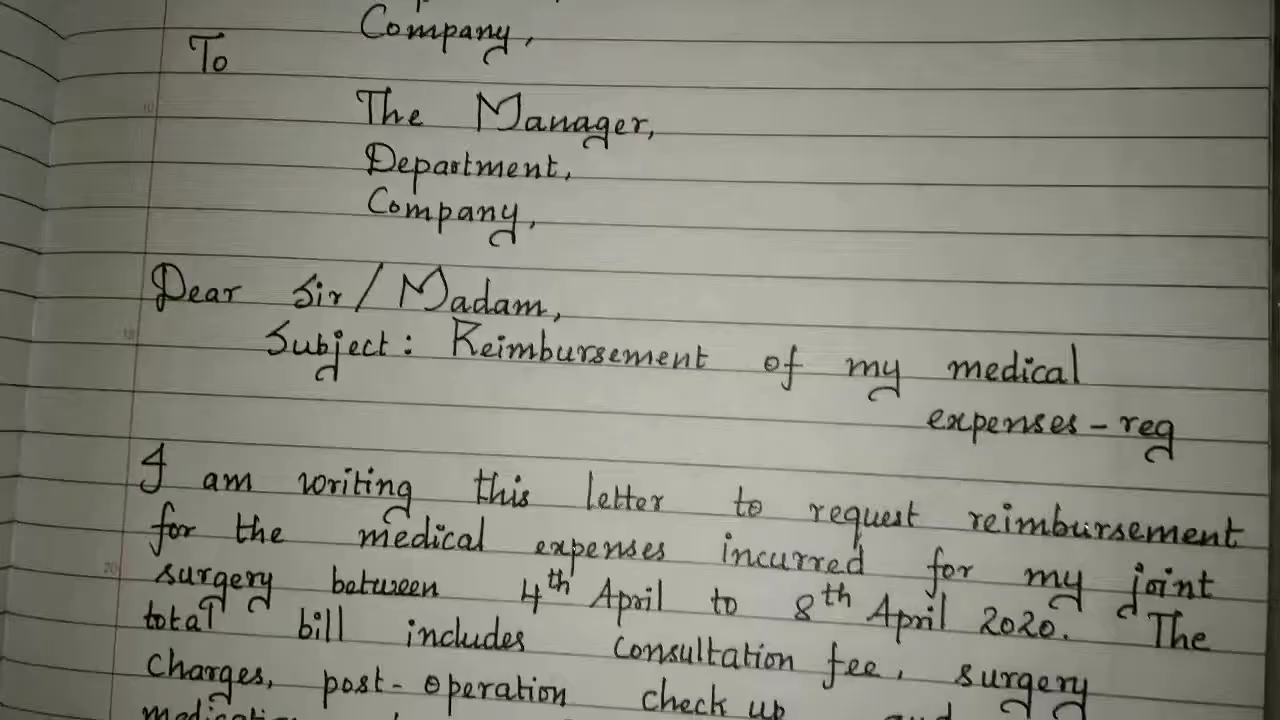 Company,
To
The Manager,
Department,
Company,
Dear Sir/Madam,
Subject: Reimbursement of my medical
expenses - reg
I am writing this letter to request reimbursement
for the medical expenses incurred for my joint
surgery between 4th April to 8th April 2020. The
total bill includes consultation fee, surgery
charges, post-operation check up and